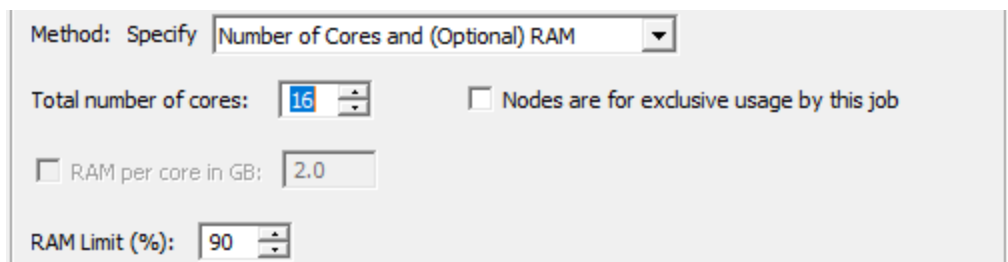 Method: Specify Number of Cores and (Optional) RAM
Total number of cores: 16 Nodes are for exclusive usage by this job
RAM per core in GB: 2.0
RAM Limit (%): 90